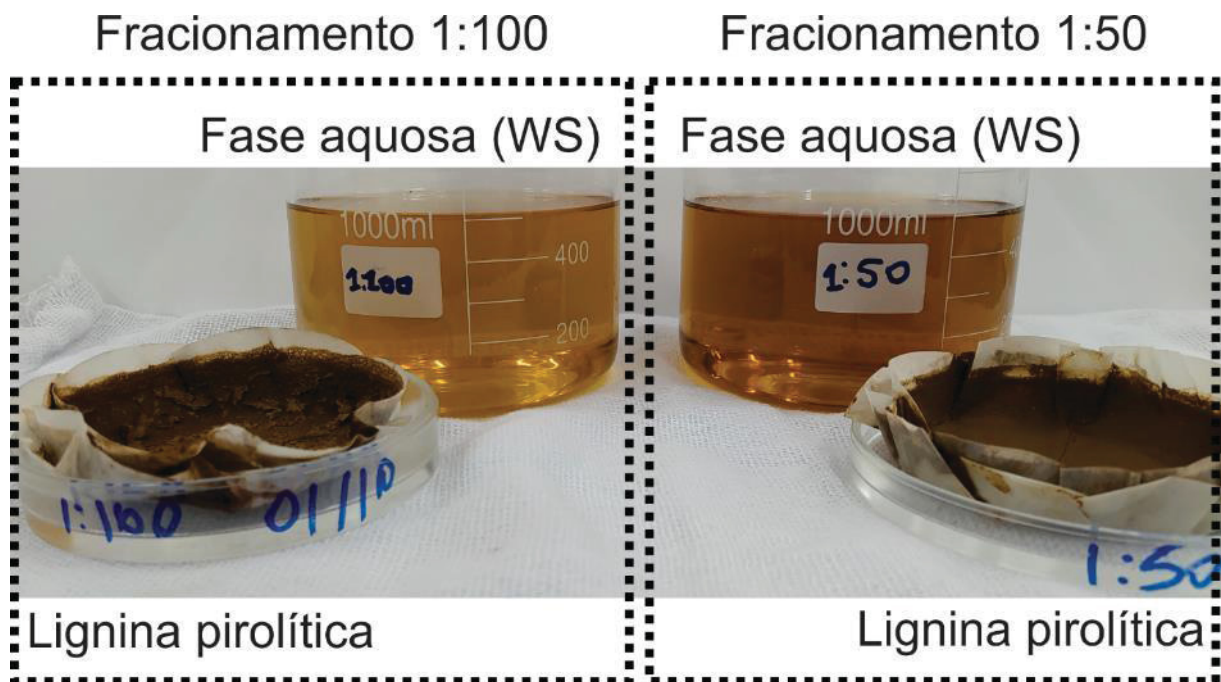 Fracionamento 1:100
Fracionamento 1:50
Fase aquosa (WS)
Fase aquosa (WS)
1000ml
400
200
1:100
1000ml
1:50
1:100 01/10
1:50
Lignina pirolítica
Lignina pirolítica